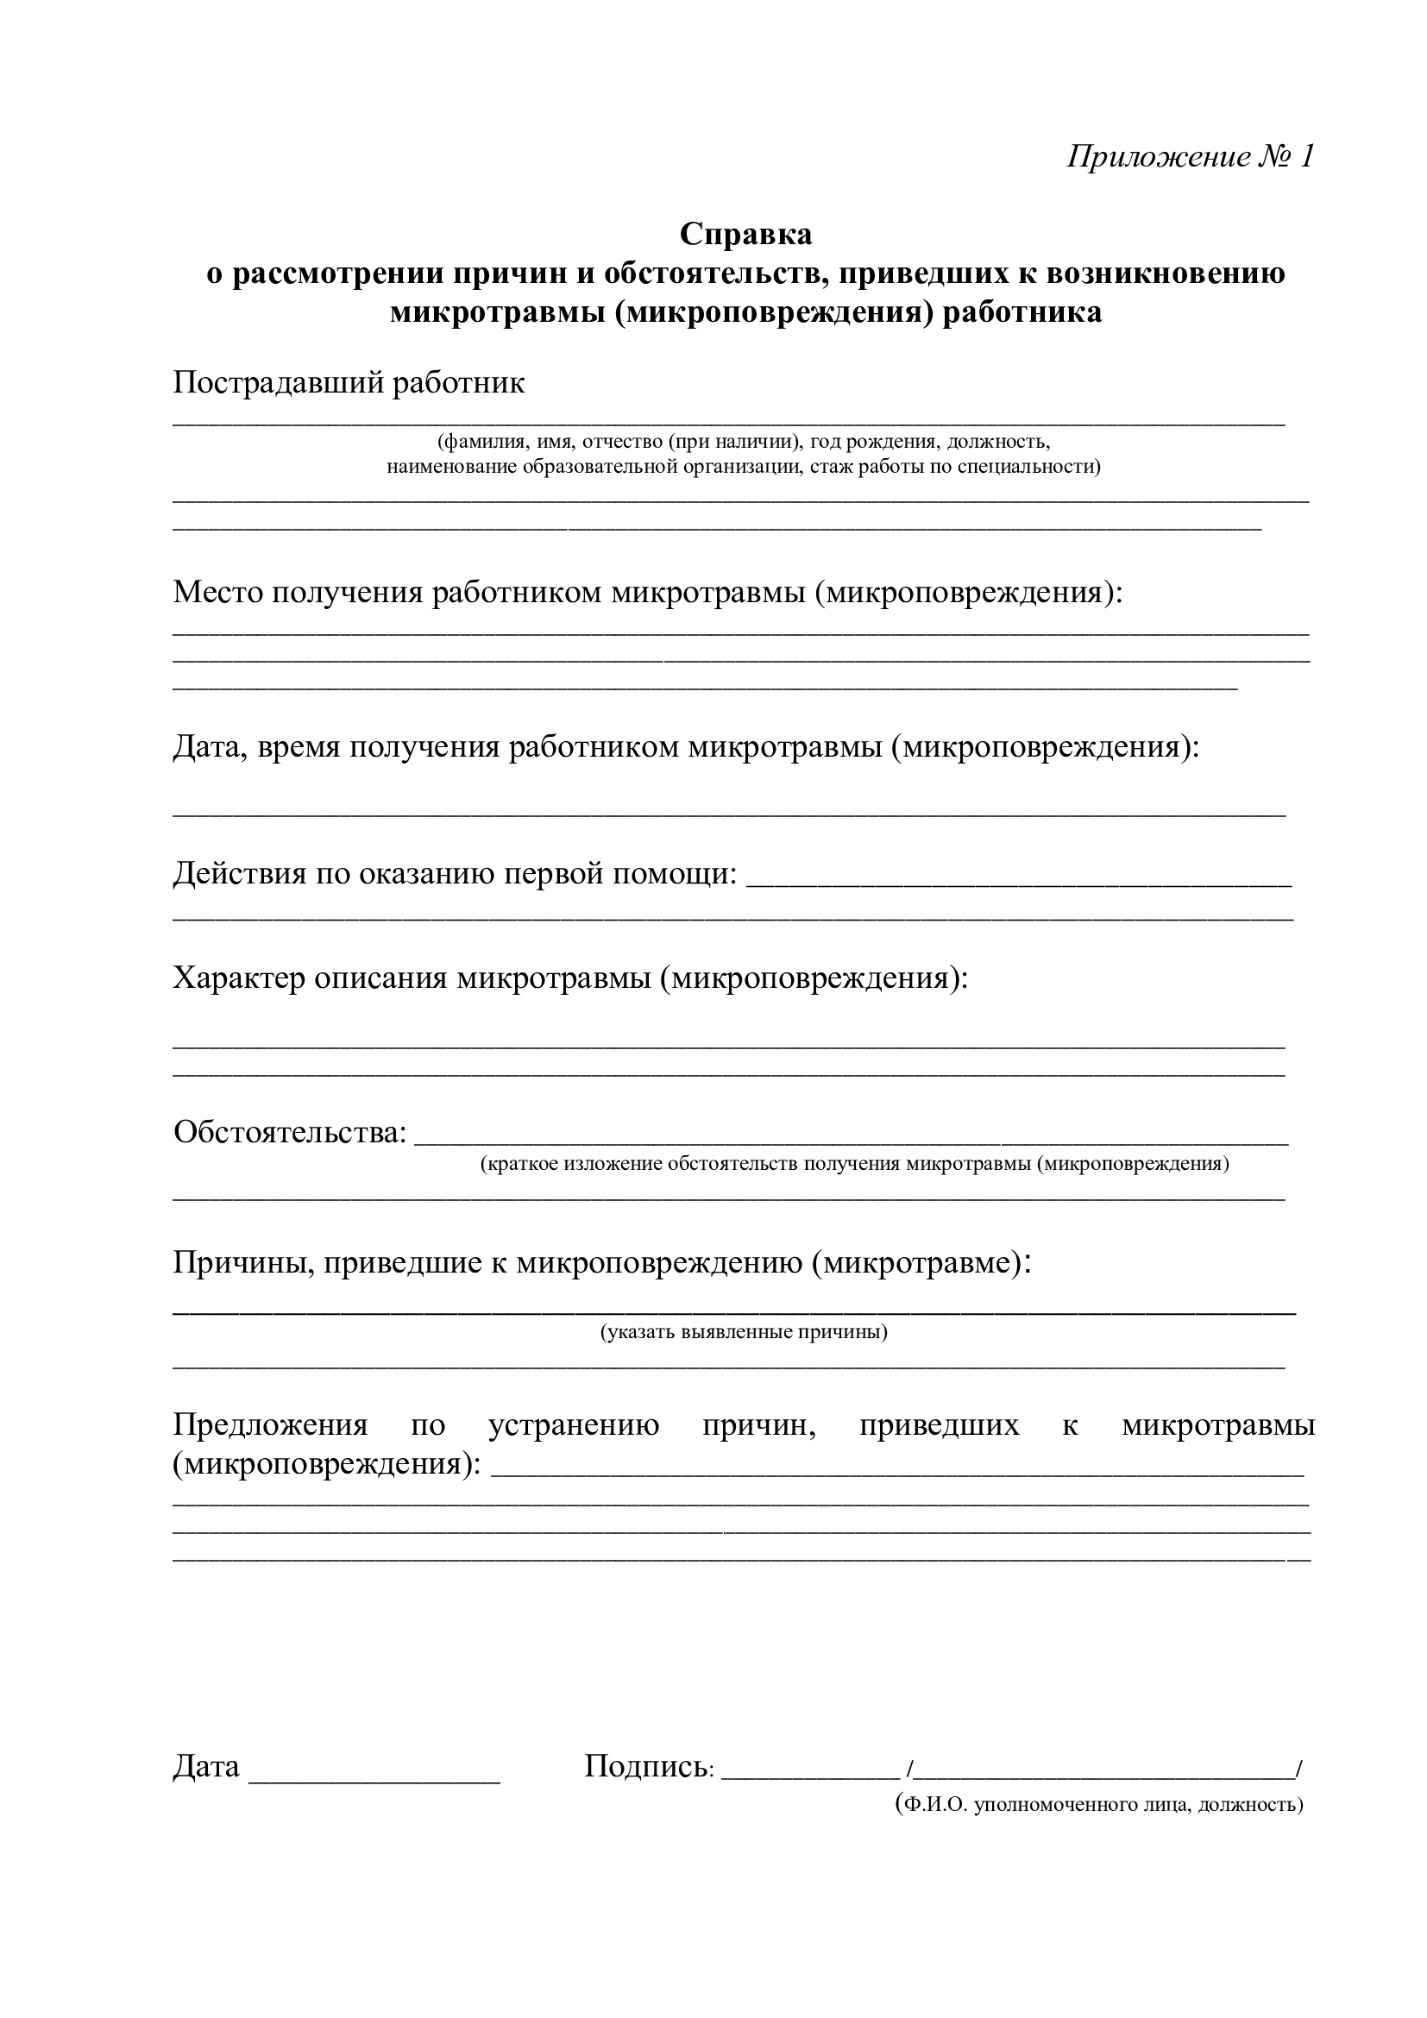 Приложение № 1
Справка
о рассмотрении причин и обстоятельств, приведших к возникновению
микротравмы (микроповреждения) работника
Пострадавший работник
(фамилия, имя, отчество (при наличии), год рождения, должность,
наименование образовательной организации, стаж работы по специальности)
Место получения работником микротравмы (микроповреждения):
Дата, время получения работником микротравмы (микроповреждения):
Действия по оказанию первой помощи:
Характер описания микротравмы (микроповреждения):
Обстоятельства:
(краткое изложение обстоятельств получения микротравмы (микроповреждения)
Причины, приведшие к микроповреждению (микротравме):
(указать выявленные причины)
Предложения по устранению причин, приведших к микротравмы
(микроповреждения):
Дата Подпись: / /
(Ф.И.О. уполномоченного лица, должность)